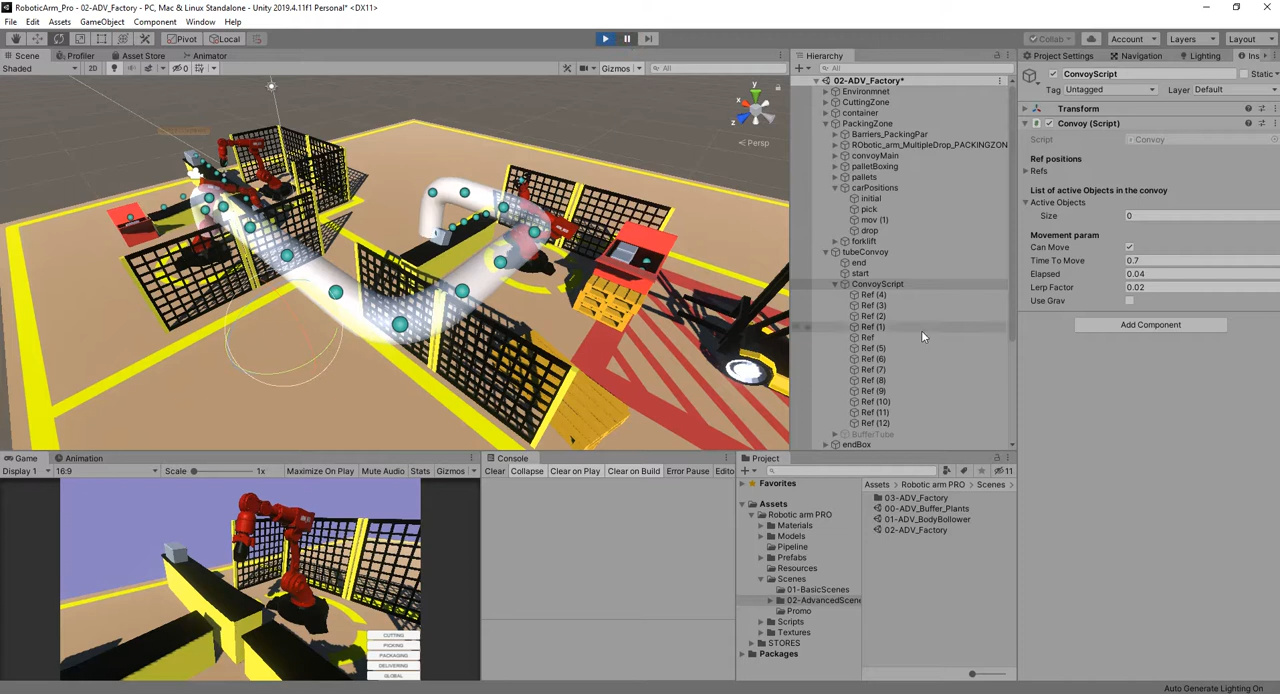 RoboticArm_Pro - 02-ADV_Factory - PC, Mac & Linux Standalone - Unity 2019.4.11f1 Personal* <DX11>
File Edit Assets GameObject Component Window Help
Pivot Local Collab Account Layers Layout
Scene Profiler Asset Store Animator
Shaded 2D 0 Gizmos All
y
x
z
Persp
Hierarchy
All
02-ADV_Factory*
Environmnet
CuttingZone
container
PackingZone
Barriers_PackingPar
RObotic_arm_MultipleDrop_PACKINGZON
convoyMain
palletBoxing
pallets
carPositions
initial
pick
mov (1)
drop
forklift
tubeConvoy
end
start
ConvoyScript
Ref (4)
Ref (3)
Ref (2)
Ref (1)
Ref
Ref (5)
Ref (6)
Ref (7)
Ref (8)
Ref (9)
Ref (10)
Ref (11)
Ref (12)
BufferTube
endBox
Project Settings Navigation Lighting Ins
ConvoyScript Static
Tag Untagged Layer Default
Transform
Convoy (Script)
Script Convoy
Ref positions
Refs
List of active Objects in the convoy
Active Objects
Size 0
Movement param
Can Move
Time To Move 0.7
Elapsed 0.04
Lerp Factor 0.02
Use Grav
Add Component
Game Animation
Display 1 16:9 Scale 1x Maximize On Play Mute Audio Stats Gizmos
CUTTING
PICKING
PACKAGING
DELIVERING
GLOBAL
Console
Clear Collapse Clear on Play Clear on Build Error Pause Edito
Project
11
Favorites
Assets
Robotic arm PRO
Materials
Models
Pipeline
Prefabs
Resources
Scenes
01-BasicScenes
02-AdvancedScene
Promo
Scripts
Textures
STORES
Packages
Assets > Robotic arm PRO > Scenes >
03-ADV_Factory
00-ADV_Buffer_Plants
01-ADV_BodyBollower
02-ADV_Factory
Auto Generate Lighting On